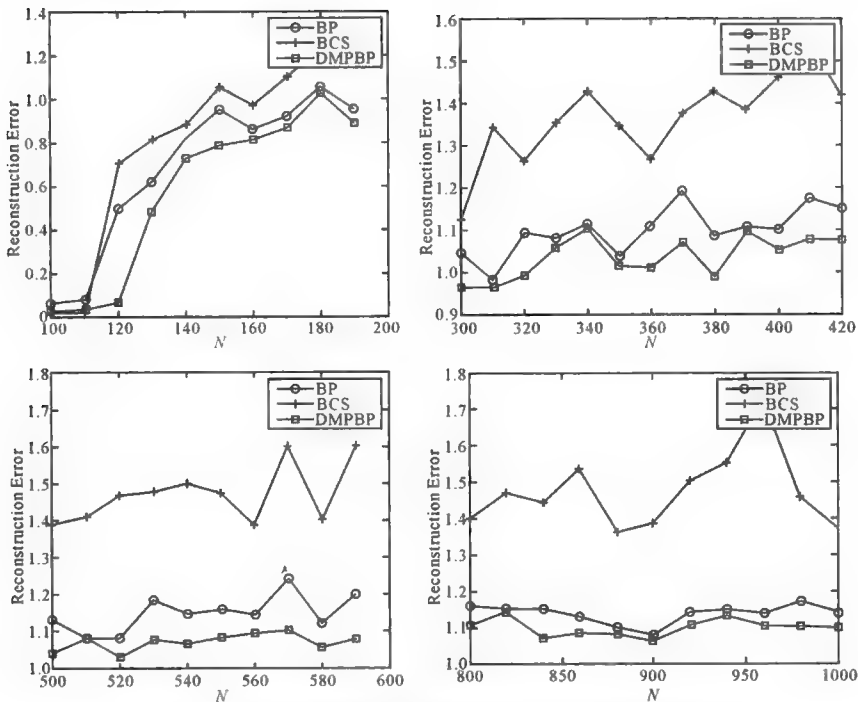 1.4
1.2
1.0
0.8
0.6
0.4
0.2
0
100
120
140
160
180
200
Reconstruction Error
N
BP
BCS
DMPBP
1.6
1.5
1.4
1.3
1.2
1.1
1.0
0.9
300
320
340
360
380
400
420
Reconstruction Error
N
BP
BCS
DMPBP
1.8
1.7
1.6
1.5
1.4
1.3
1.2
1.1
1.0
500
520
540
560
580
600
Reconstruction Error
N
BP
BCS
DMPBP
1.8
1.7
1.6
1.5
1.4
1.3
1.2
1.1
1.0
800
850
900
950
1000
Reconstruction Error
N
BP
BCS
DMPBP